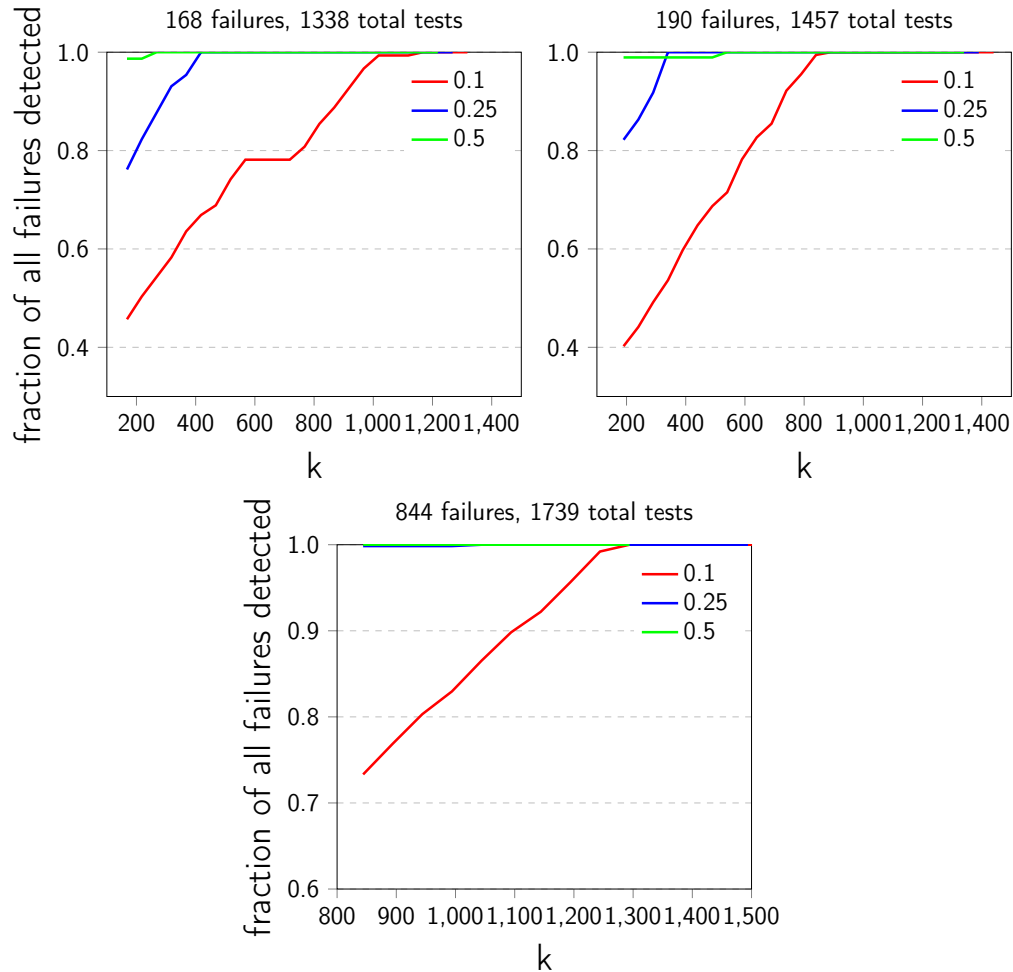 168 failures, 1338 total tests
fraction of all failures detected
1.0
0.8
0.6
0.4
0.1
0.25
0.5
200 400 600 800 1,000 1,200 1,400
k
190 failures, 1457 total tests
1.0
0.8
0.6
0.4
0.1
0.25
0.5
200 400 600 800 1,000 1,200 1,400
k
844 failures, 1739 total tests
fraction of all failures detected
1.0
0.9
0.8
0.7
0.6
0.1
0.25
0.5
800 900 1,000 1,100 1,200 1,300 1,400 1,500
k